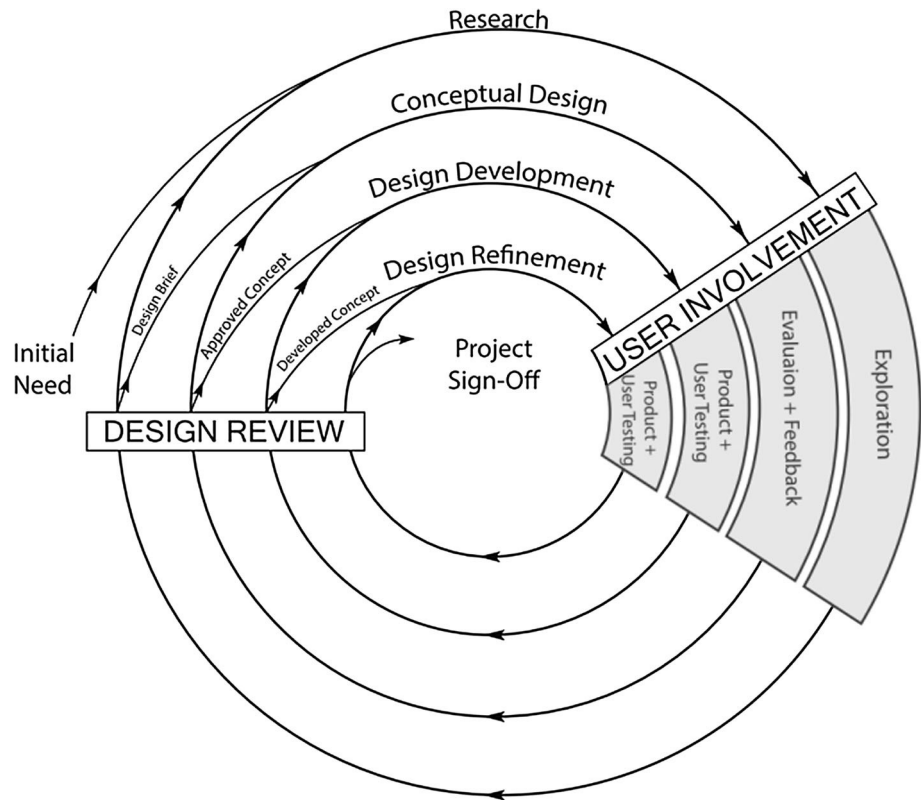 Research
Conceptual Design
Design Development
Design Refinement
Design Brief
Approved Concept
Developed Concept
Initial
Need
Project
Sign-Off
DESIGN REVIEW
USER INVOLVEMENT
Product +
User Testing
Product +
User Testing
Evaluaion + Feedback
Exploration